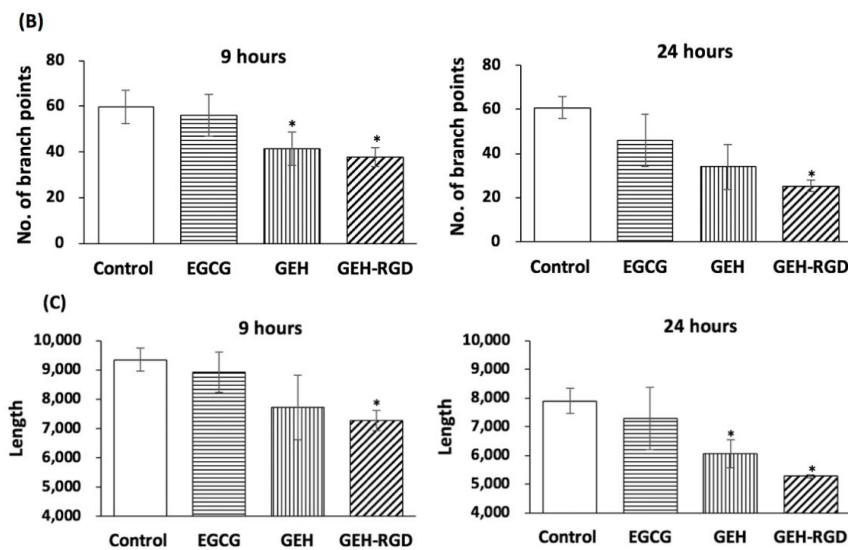 (B)
9 hours
No. of branch points
80
60
40
20
0
*
*
Control EGCG GEH GEH-RGD
24 hours
No. of branch points
80
60
40
20
0
*
Control EGCG GEH GEH-RGD
(C)
9 hours
Length
10,000
9,000
8,000
7,000
6,000
5,000
4,000
*
Control EGCG GEH GEH-RGD
24 hours
Length
10,000
9,000
8,000
7,000
6,000
5,000
4,000
*
*
Control EGCG GEH GEH-RGD